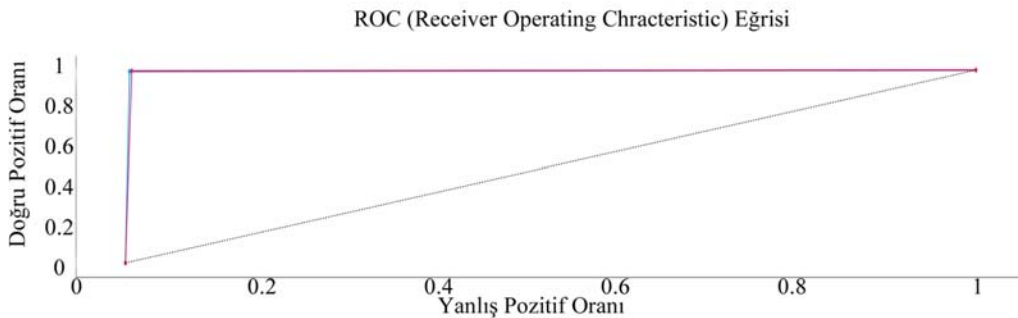 ROC (Receiver Operating Chracteristic) Eğrisi
Doğru Pozitif Oranı
1
0.8
0.6
0.4
0.2
0
0 0.2 0.4 0.6 0.8 1
Yanlış Pozitif Oranı